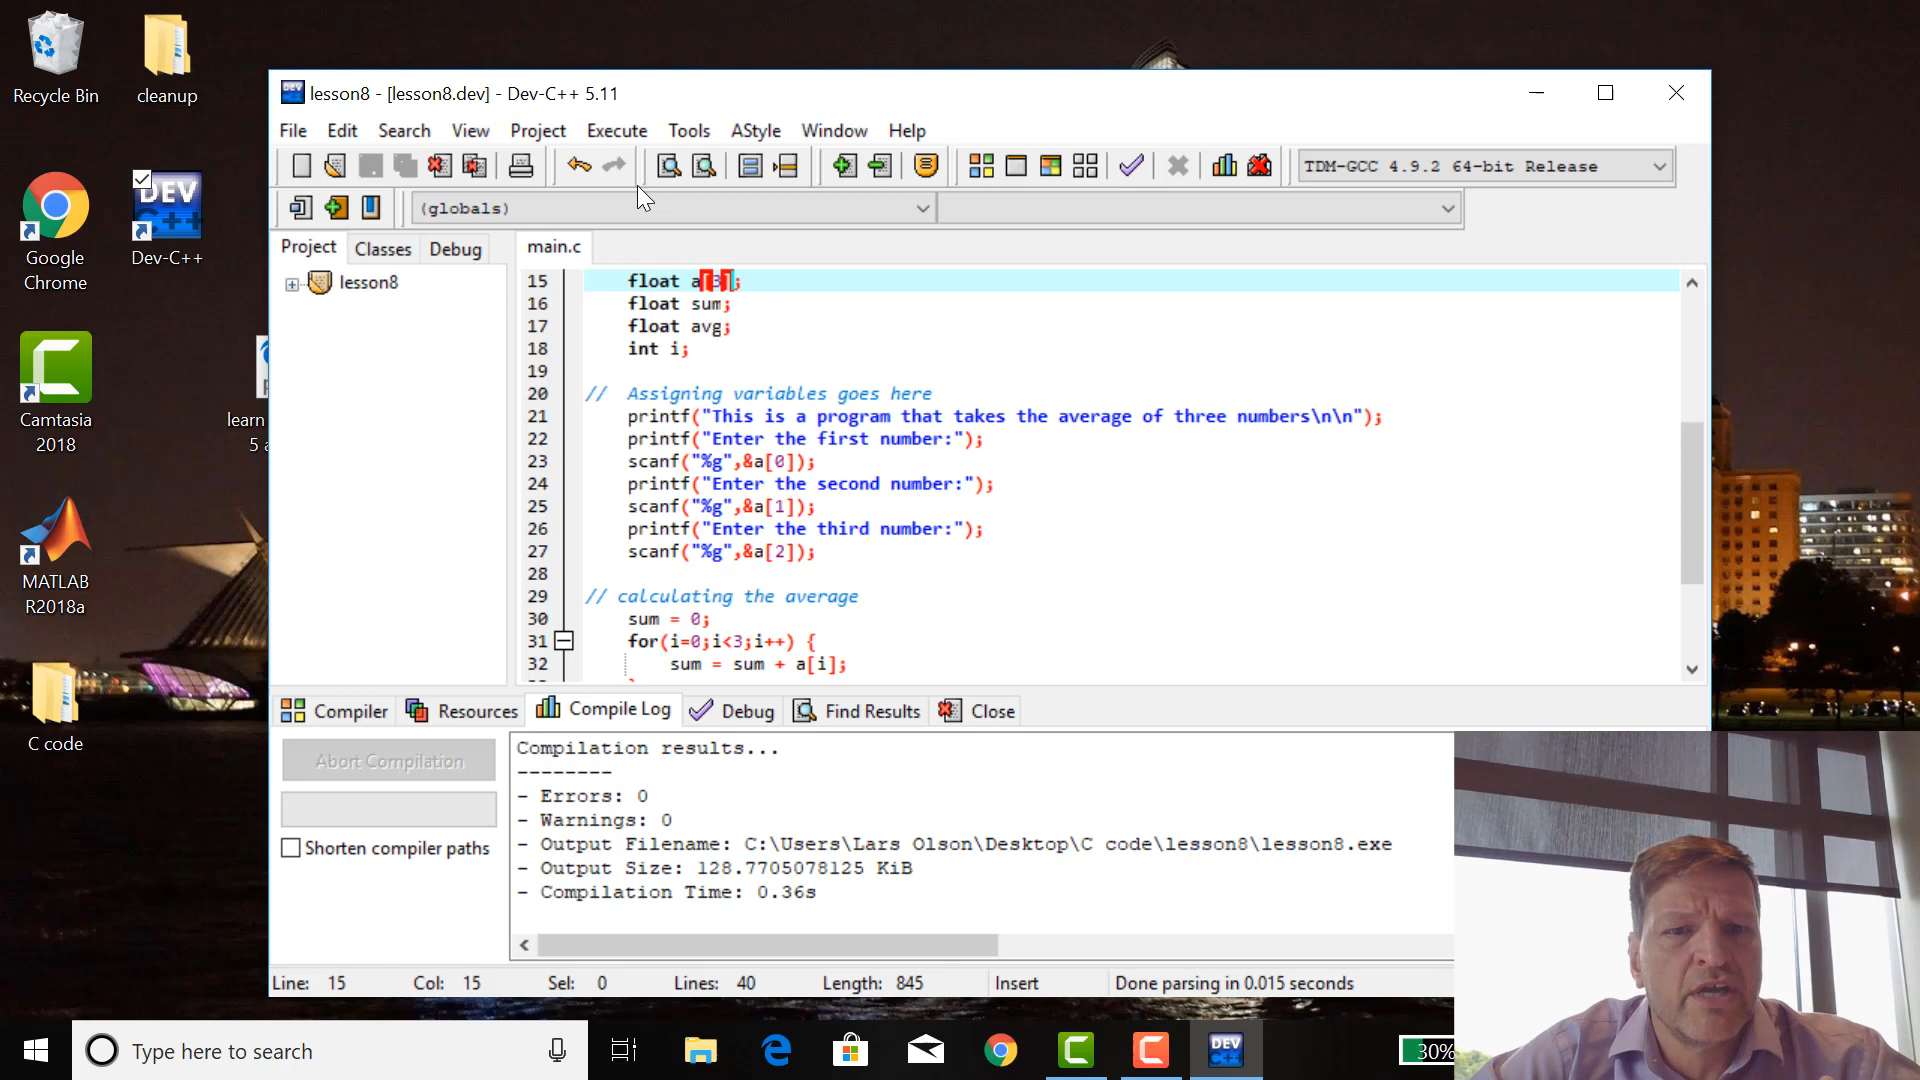 Recycle Bin
cleanup
Google Chrome
DEV C++
Dev-C++
Camtasia 2018
learn
5 a
MATLAB R2018a
C code
lesson8 - [lesson8.dev] - Dev-C++ 5.11
File Edit Search View Project Execute Tools AStyle Window Help
TDM-GCC 4.9.2 64-bit Release
(globals)
Project Classes Debug
main.c
lesson8
15 float a[3];
16 float sum;
17 float avg;
18 int i;
19
20 // Assigning variables goes here
21 printf("This is a program that takes the average of three numbers\n\n");
22 printf("Enter the first number:");
23 scanf("%g",&a[0]);
24 printf("Enter the second number:");
25 scanf("%g",&a[1]);
26 printf("Enter the third number:");
27 scanf("%g",&a[2]);
28
29 // calculating the average
30 sum = 0;
31 for(i=0;i<3;i++) {
32 sum = sum + a[i];
Compiler Resources Compile Log Debug Find Results Close
Abort Compilation
Shorten compiler paths
Compilation results...
--------
- Errors: 0
- Warnings: 0
- Output Filename: C:\Users\Lars Olson\Desktop\C code\lesson8\lesson8.exe
- Output Size: 128.7705078125 KiB
- Compilation Time: 0.36s
Line: 15 Col: 15 Sel: 0 Lines: 40 Length: 845 Insert Done parsing in 0.015 seconds
Type here to search
DEV C++
30%